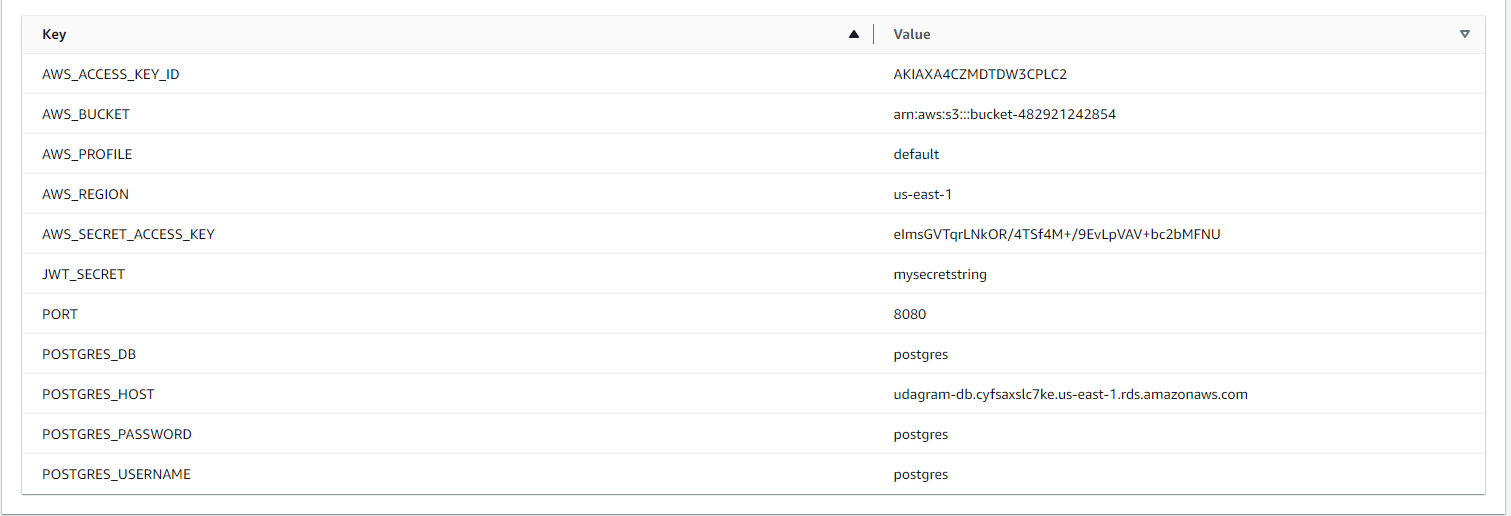 Key Value
AWS_ACCESS_KEY_ID AKIAXA4CZMDTDW3CPLC2
AWS_BUCKET arn:aws:s3:::bucket-482921242854
AWS_PROFILE default
AWS_REGION us-east-1
AWS_SECRET_ACCESS_KEY eImsGVTqrLNkOR/4TSf4M+/9EvLpVAV+bc2bMFNU
JWT_SECRET mysecretstring
PORT 8080
POSTGRES_DB postgres
POSTGRES_HOST udagram-db.cyfsaxslc7ke.us-east-1.rds.amazonaws.com
POSTGRES_PASSWORD postgres
POSTGRES_USERNAME postgres